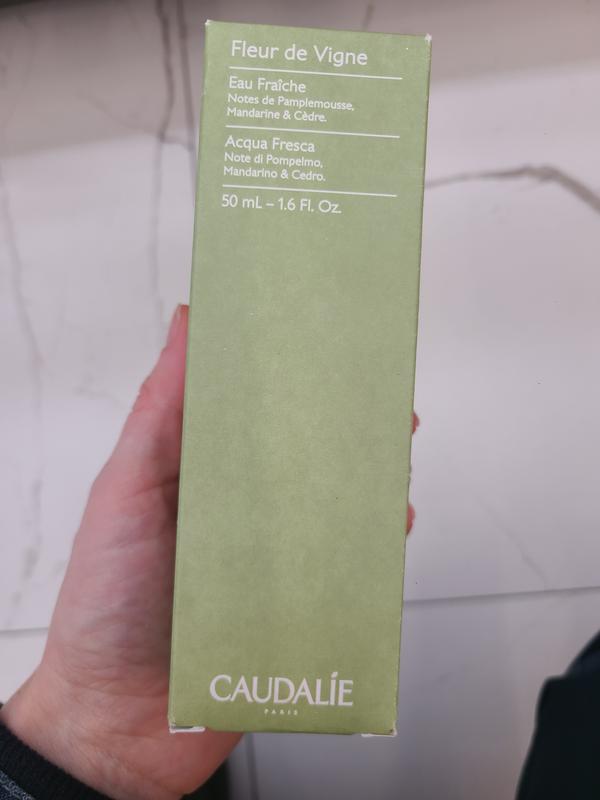 Fleur de Vigne
Eau Fraîche
Notes de Pamplemousse,
Mandarine & Cèdre.
Acqua Fresca
Note di Pompelmo,
Mandarino & Cedro.
50 mL – 1.6 Fl. Oz.
CAUDALÍE
PARIS